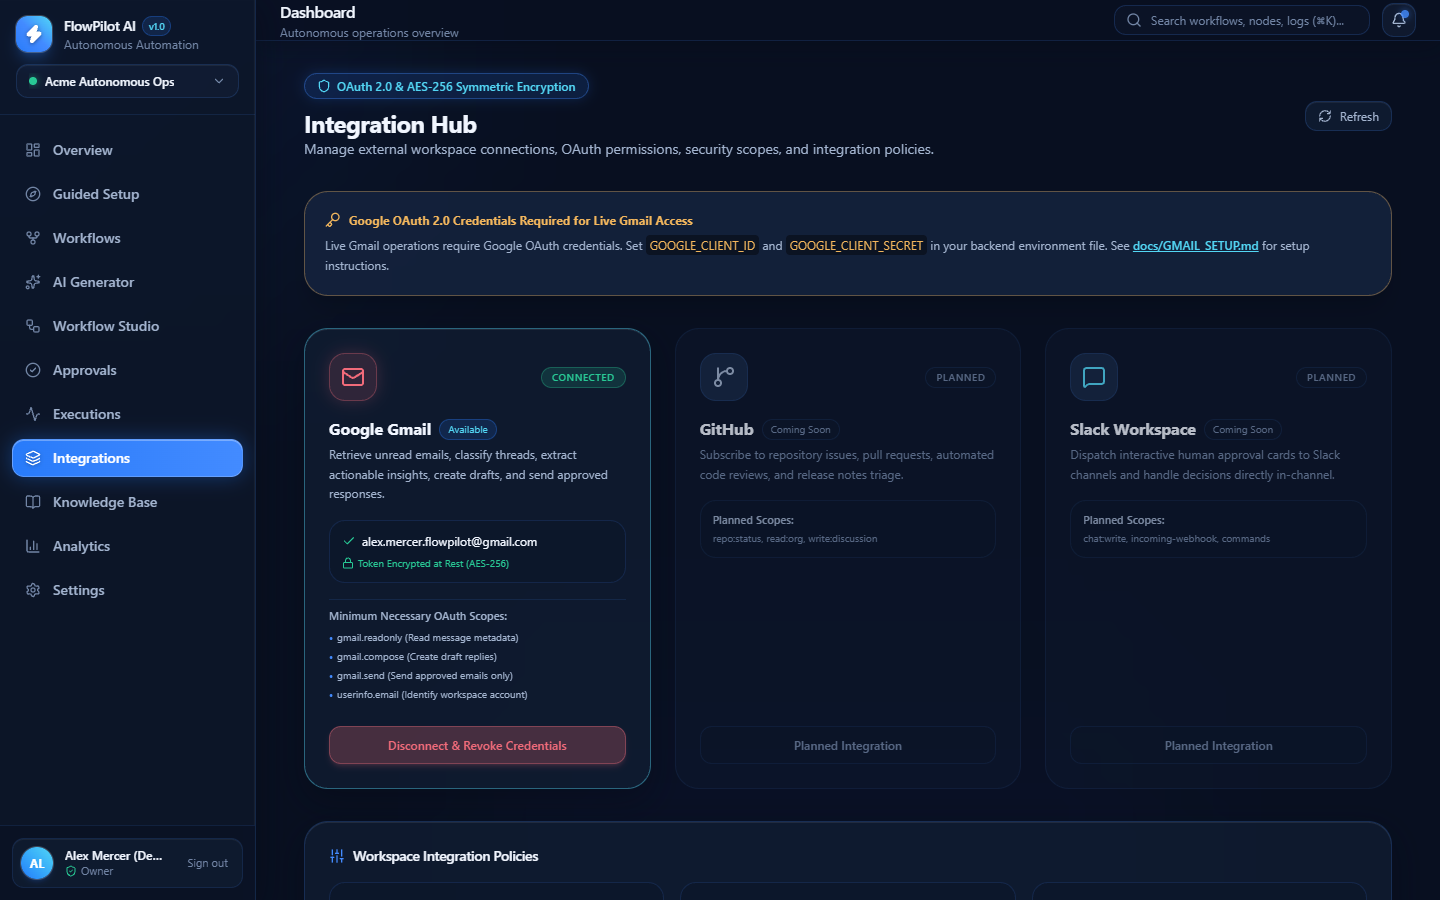 FlowPilot AI v1.0
Autonomous Automation
Acme Autonomous Ops
Overview
Guided Setup
Workflows
AI Generator
Workflow Studio
Approvals
Executions
Integrations
Knowledge Base
Analytics
Settings
AL
Alex Mercer (De...
Owner
Sign out
Dashboard
Autonomous operations overview
Search workflows, nodes, logs (⌘K)...
OAuth 2.0 & AES-256 Symmetric Encryption
Integration Hub
Manage external workspace connections, OAuth permissions, security scopes, and integration policies.
Refresh
Google OAuth 2.0 Credentials Required for Live Gmail Access
Live Gmail operations require Google OAuth credentials. Set GOOGLE_CLIENT_ID and GOOGLE_CLIENT_SECRET in your backend environment file. See docs/GMAIL_SETUP.md for setup
instructions.
CONNECTED
Google Gmail Available
Retrieve unread emails, classify threads, extract
actionable insights, create drafts, and send approved
responses.
alex.mercer.flowpilot@gmail.com
Token Encrypted at Rest (AES-256)
Minimum Necessary OAuth Scopes:
• gmail.readonly (Read message metadata)
• gmail.compose (Create draft replies)
• gmail.send (Send approved emails only)
• userinfo.email (Identify workspace account)
Disconnect & Revoke Credentials
PLANNED
GitHub Coming Soon
Subscribe to repository issues, pull requests, automated
code reviews, and release notes triage.
Planned Scopes:
repo:status, read:org, write:discussion
Planned Integration
PLANNED
Slack Workspace Coming Soon
Dispatch interactive human approval cards to Slack
channels and handle decisions directly in-channel.
Planned Scopes:
chat:write, incoming-webhook, commands
Planned Integration
Workspace Integration Policies